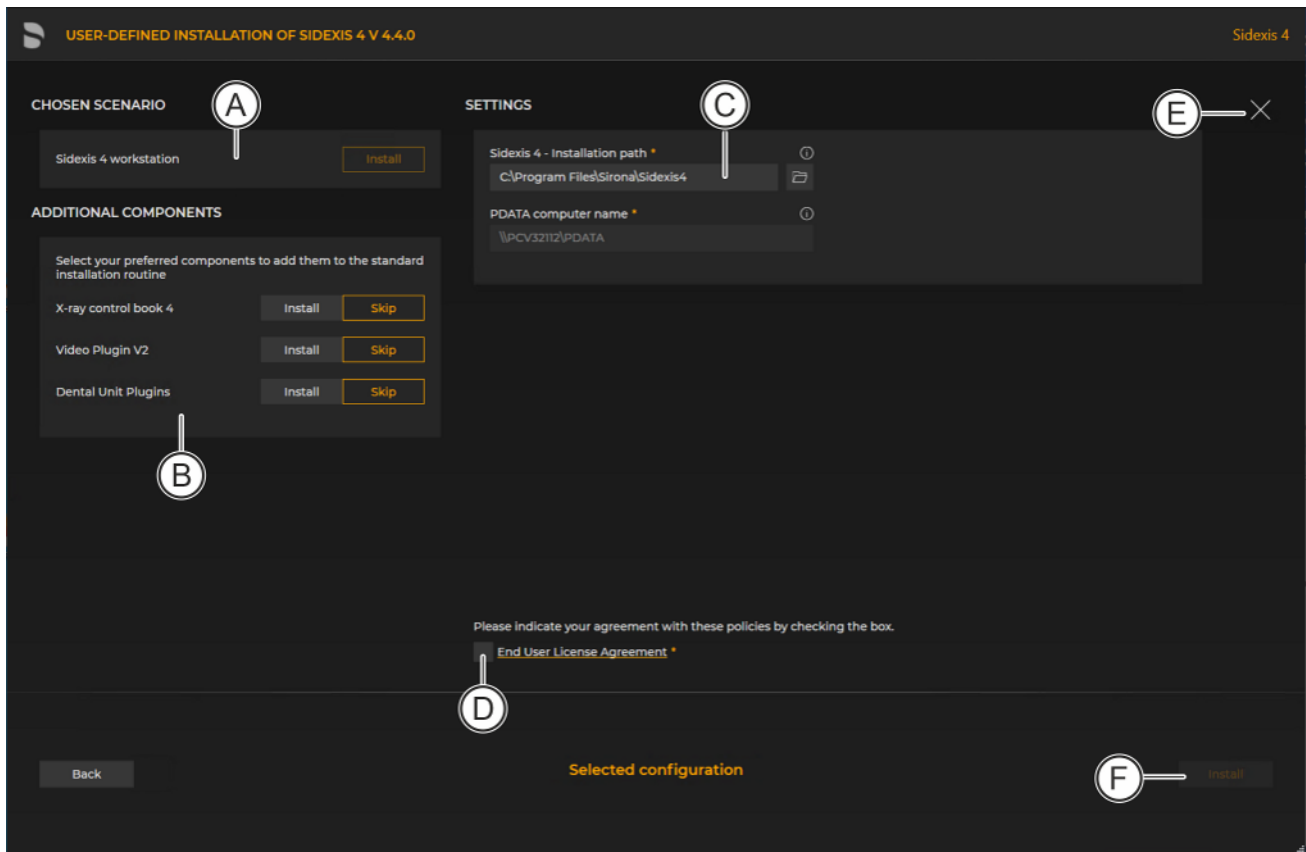 USER-DEFINED INSTALLATION OF SIDEXIS 4 V 4.4.0
Sidexis 4
CHOSEN SCENARIO
A
Sidexis 4 workstation
Install
ADDITIONAL COMPONENTS
Select your preferred components to add them to the standard
installation routine
X-ray control book 4
Install
Skip
Video Plugin V2
Install
Skip
Dental Unit Plugins
Install
Skip
B
SETTINGS
C
E
Sidexis 4 - Installation path *
C:\Program Files\Sirona\Sidexis4
PDATA computer name *
\\PCV32112\PDATA
Please indicate your agreement with these policies by checking the box.
End User License Agreement *
D
Back
Selected configuration
F
Install